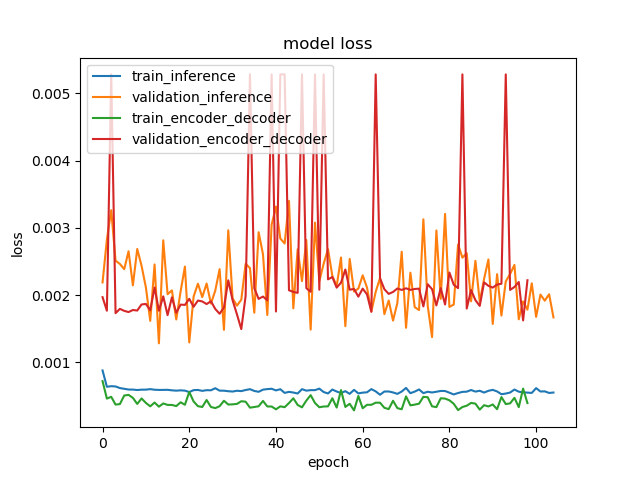 model loss
train_inference
validation_inference
train_encoder_decoder
validation_encoder_decoder
0.005
0.004
0.003
0.002
0.001
loss
0 20 40 60 80 100
epoch